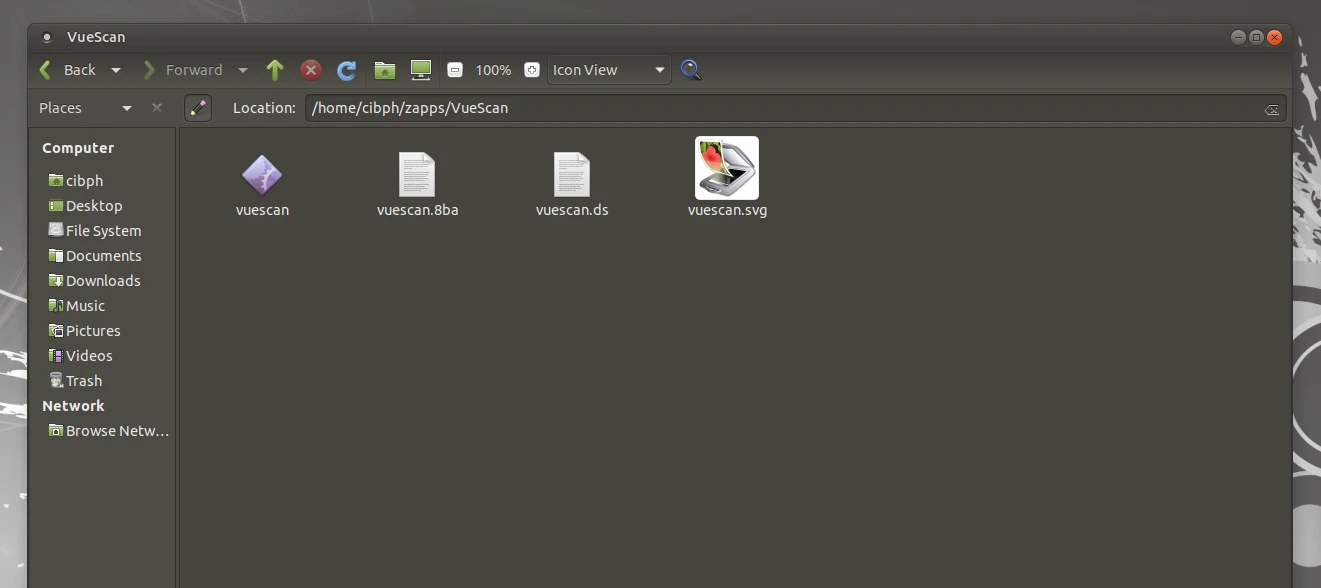 VueScan
Back Forward 100% Icon View
Places Location: /home/cibph/zapps/VueScan
Computer
cibph
Desktop
File System
Documents
Downloads
Music
Pictures
Videos
Trash
Network
Browse Netw…
vuescan vuescan.8ba vuescan.ds vuescan.svg